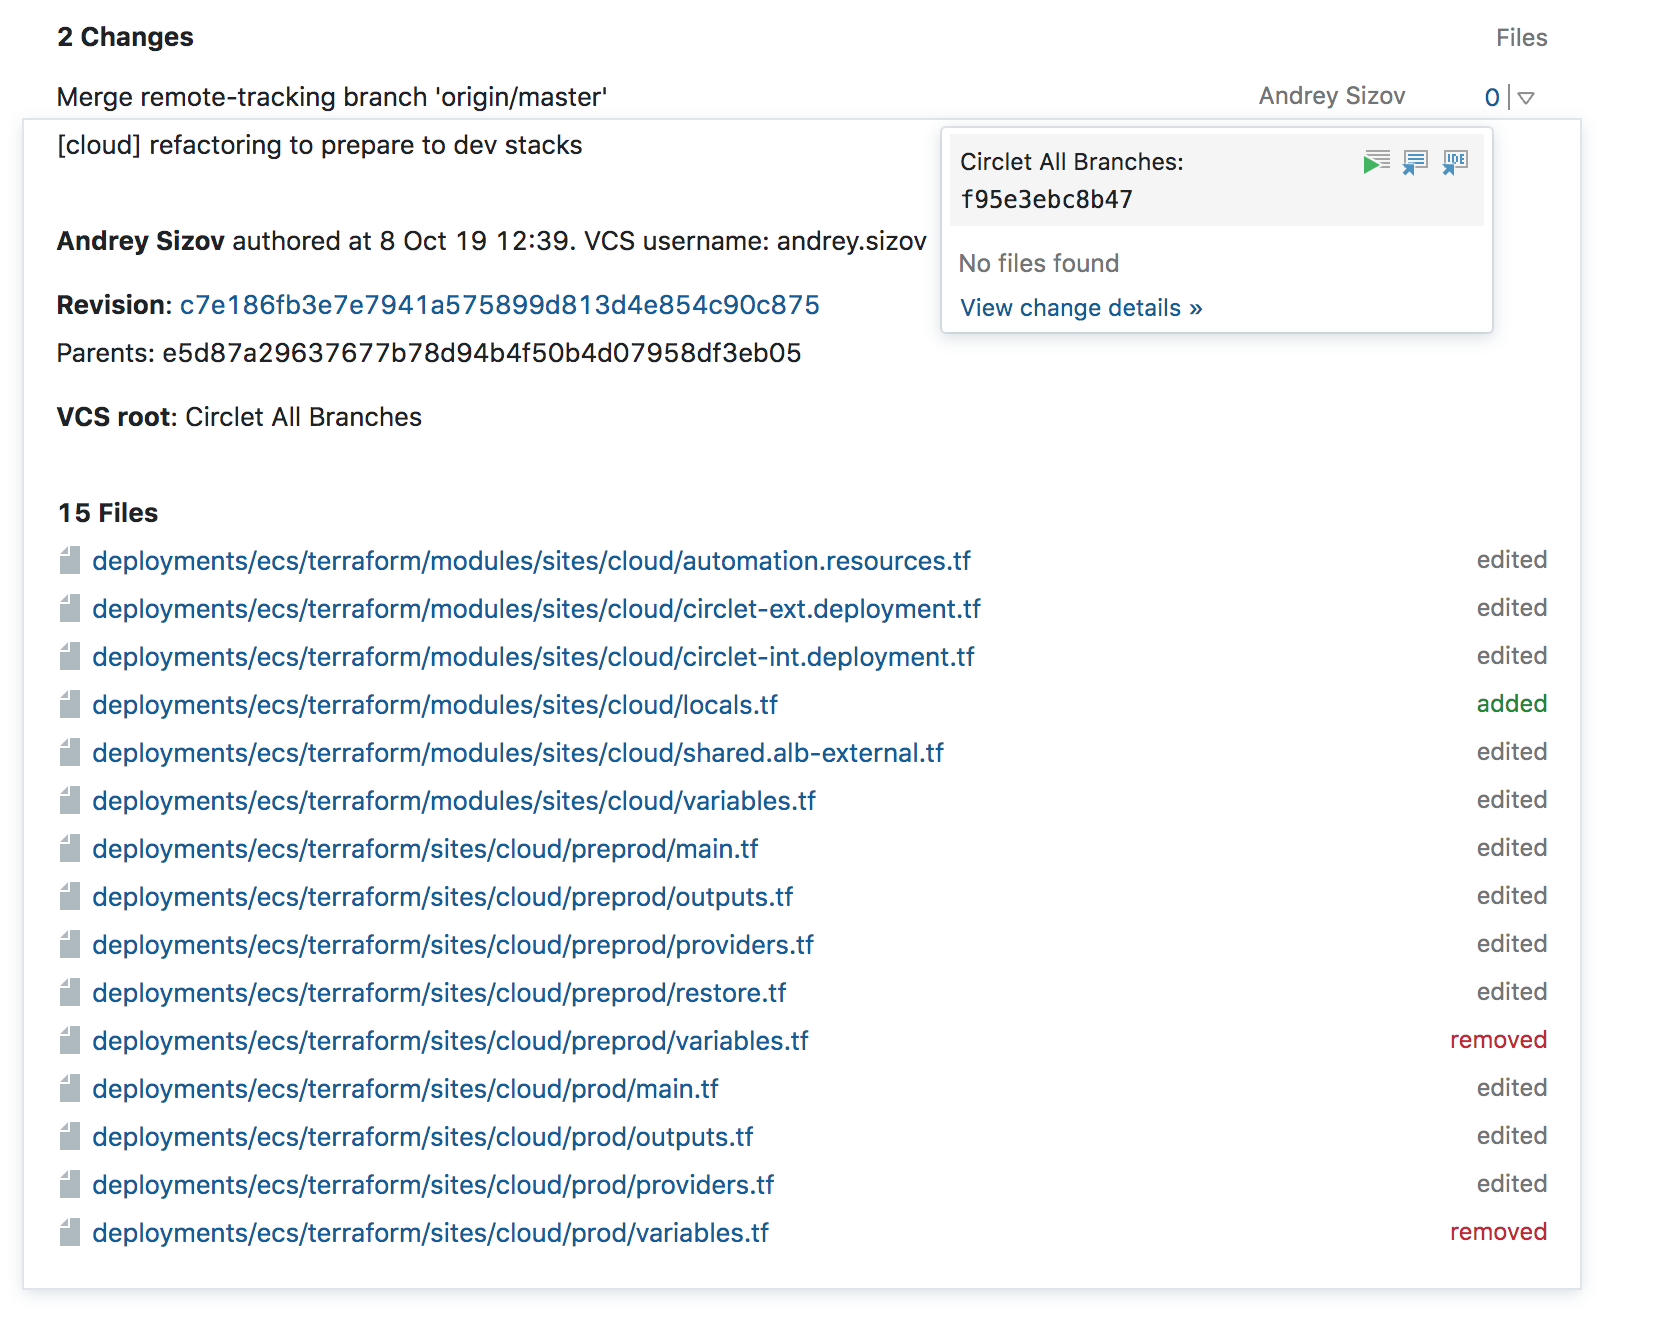 2 Changes
Files
Merge remote-tracking branch 'origin/master'
Andrey Sizov
0
[cloud] refactoring to prepare to dev stacks
Circlet All Branches:
f95e3ebc8b47
IDE
No files found
View change details »
Andrey Sizov authored at 8 Oct 19 12:39. VCS username: andrey.sizov
Revision: c7e186fb3e7e7941a575899d813d4e854c90c875
Parents: e5d87a29637677b78d94b4f50b4d07958df3eb05
VCS root: Circlet All Branches
15 Files
deployments/ecs/terraform/modules/sites/cloud/automation.resources.tf edited
deployments/ecs/terraform/modules/sites/cloud/circlet-ext.deployment.tf edited
deployments/ecs/terraform/modules/sites/cloud/circlet-int.deployment.tf edited
deployments/ecs/terraform/modules/sites/cloud/locals.tf added
deployments/ecs/terraform/modules/sites/cloud/shared.alb-external.tf edited
deployments/ecs/terraform/modules/sites/cloud/variables.tf edited
deployments/ecs/terraform/sites/cloud/preprod/main.tf edited
deployments/ecs/terraform/sites/cloud/preprod/outputs.tf edited
deployments/ecs/terraform/sites/cloud/preprod/providers.tf edited
deployments/ecs/terraform/sites/cloud/preprod/restore.tf edited
deployments/ecs/terraform/sites/cloud/preprod/variables.tf removed
deployments/ecs/terraform/sites/cloud/prod/main.tf edited
deployments/ecs/terraform/sites/cloud/prod/outputs.tf edited
deployments/ecs/terraform/sites/cloud/prod/providers.tf edited
deployments/ecs/terraform/sites/cloud/prod/variables.tf removed